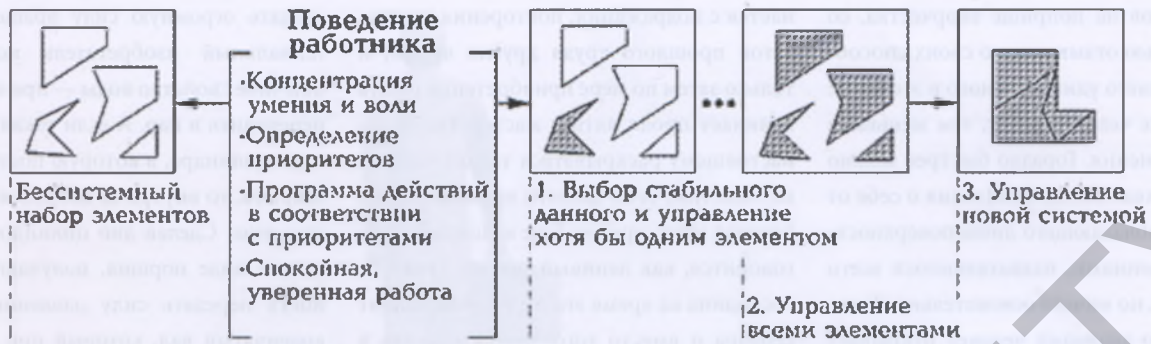 Поведение
работника
·Концентрация
умения и воли
·Определение
приоритетов
·Программа действий
в соответствии
с приоритетами
·Спокойная,
уверенная работа
Бессистемный
набор элементов
1. Выбор стабильного
данного и управление
хотя бы одним элементом
2. Управление
всеми элементами
3. Управление
новой системой